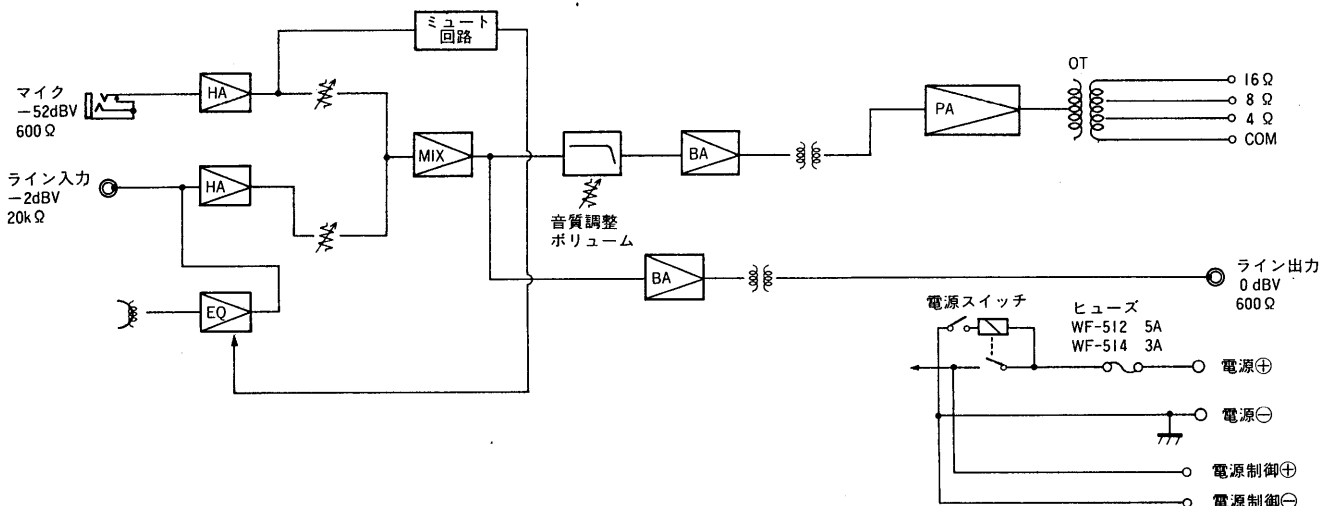 ミュート
回路
マイク
－52dBV
600Ω
HA
ライン入力
－2dBV
20kΩ
HA
EQ
MIX
音質調整
ボリューム
BA
BA
PA
OT
16Ω
8Ω
4Ω
COM
ライン出力
0dBV
600Ω
電源スイッチ
ヒューズ
WF-512 5A
WF-514 3A
電源⊕
電源⊖
電源制御⊕
電源制御⊖